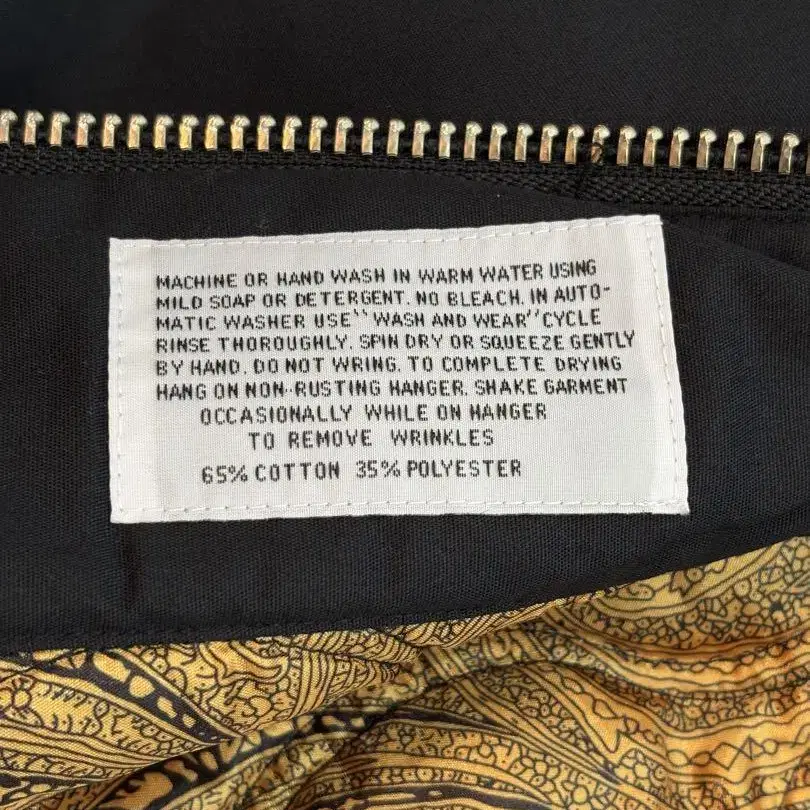 MACHINE OR HAND WASH IN WARM WATER USING
MILD SOAP OR DETERGENT. NO BLEACH. IN AUTO-
MATIC WASHER USE "WASH AND WEAR" CYCLE
RINSE THOROUGHLY. SPIN DRY OR SQUEEZE GENTLY
BY HAND. DO NOT WRING. TO COMPLETE DRYING
HANG ON NON-RUSTING HANGER. SHAKE GARMENT
OCCASIONALLY WHILE ON HANGER
TO REMOVE WRINKLES
65% COTTON 35% POLYESTER